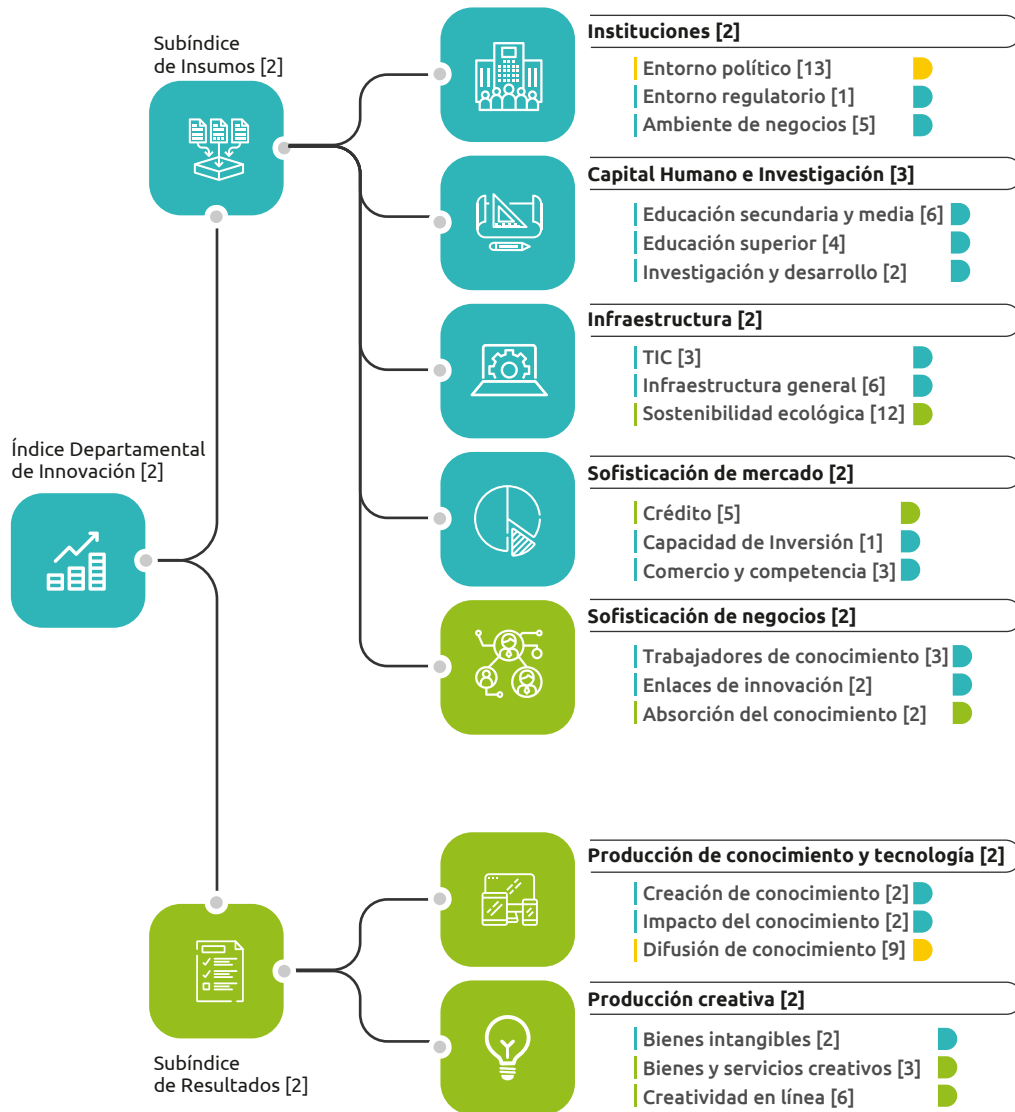 Índice Departamental
de Innovación [2]
Subíndice
de Insumos [2]
Instituciones [2]
Entorno político [13]
Entorno regulatorio [1]
Ambiente de negocios [5]
Capital Humano e Investigación [3]
Educación secundaria y media [6]
Educación superior [4]
Investigación y desarrollo [2]
Infraestructura [2]
TIC [3]
Infraestructura general [6]
Sostenibilidad ecológica [12]
Sofisticación de mercado [2]
Crédito [5]
Capacidad de Inversión [1]
Comercio y competencia [3]
Sofisticación de negocios [2]
Trabajadores de conocimiento [3]
Enlaces de innovación [2]
Absorción del conocimiento [2]
Subíndice
de Resultados [2]
Producción de conocimiento y tecnología [2]
Creación de conocimiento [2]
Impacto del conocimiento [2]
Difusión de conocimiento [9]
Producción creativa [2]
Bienes intangibles [2]
Bienes y servicios creativos [3]
Creatividad en línea [6]